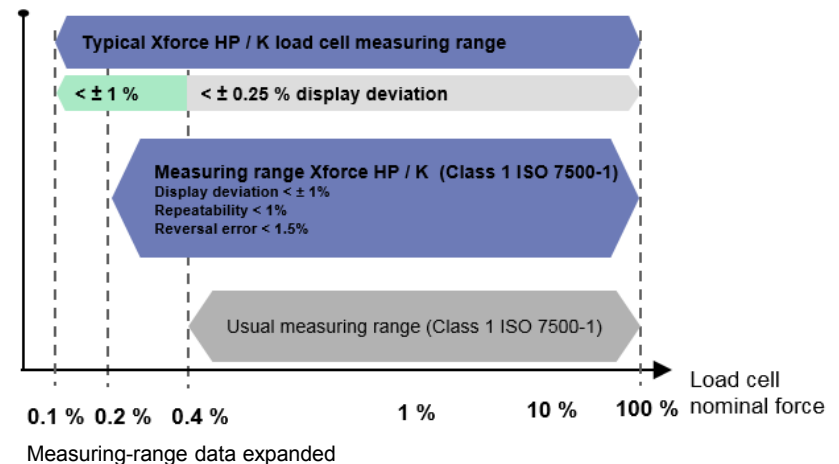 Typical Xforce HP / K load cell measuring range
< ± 1 %
< ± 0.25 % display deviation
Measuring range Xforce HP / K (Class 1 ISO 7500-1)
Display deviation < ± 1%
Repeatability < 1%
Reversal error < 1.5%
Usual measuring range (Class 1 ISO 7500-1)
0.1 % 0.2 % 0.4 % 1 % 10 % 100 %
Load cell
nominal force
Measuring-range data expanded